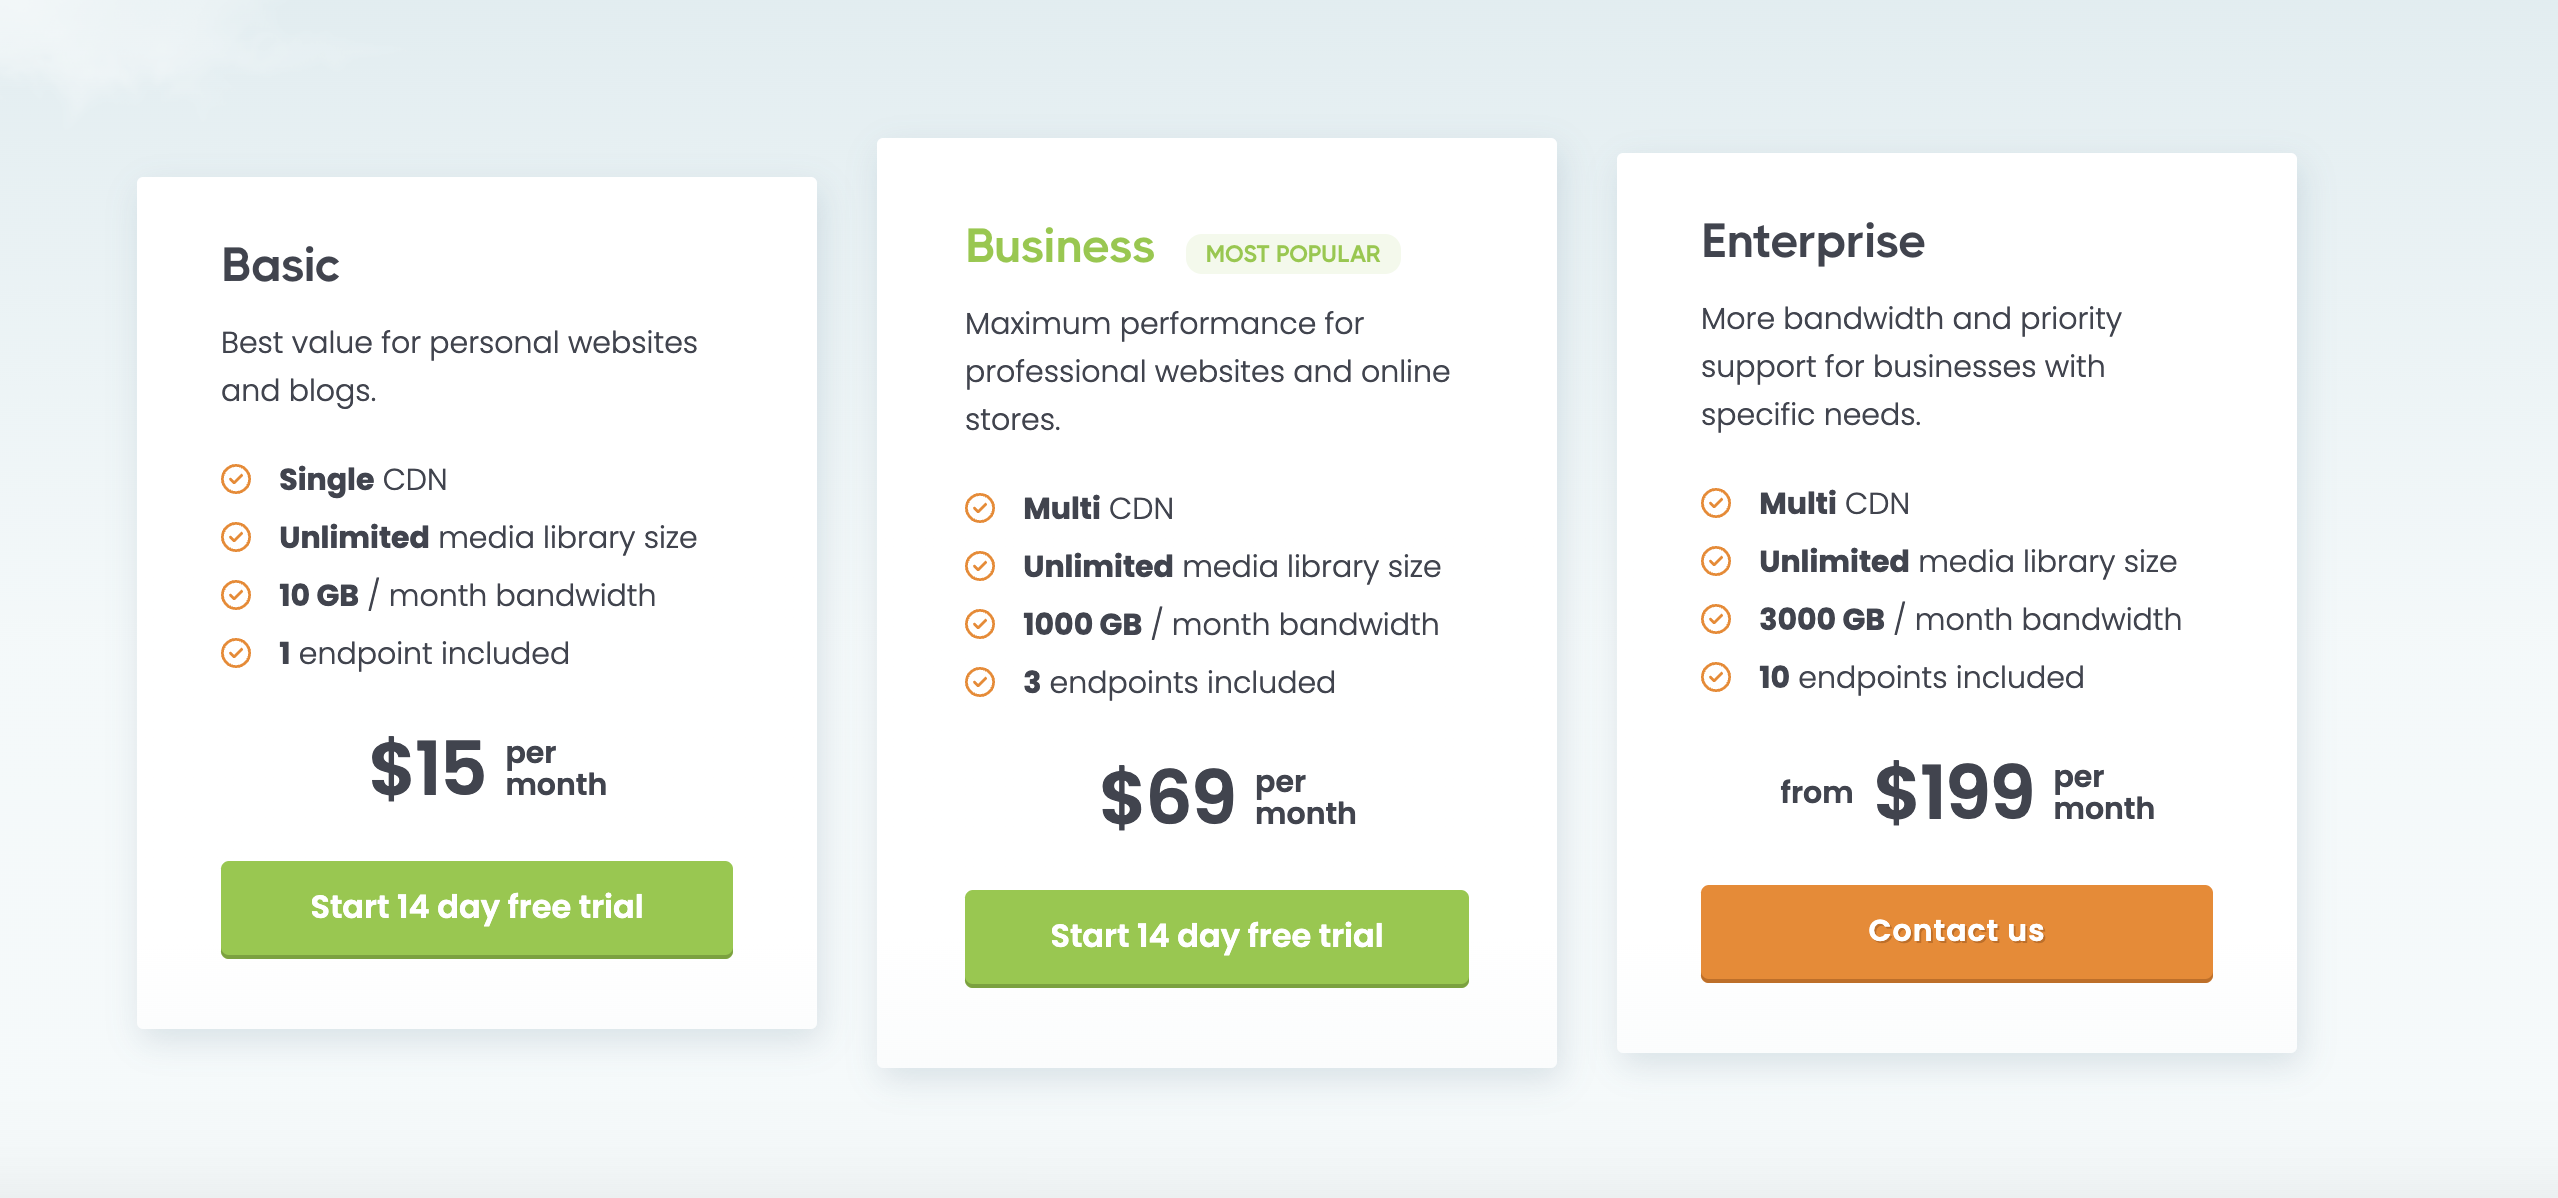 Basic
Best value for personal websites
and blogs.
Single CDN
Unlimited media library size
10 GB / month bandwidth
1 endpoint included
$15 per
month
Start 14 day free trial
Business MOST POPULAR
Maximum performance for
professional websites and online
stores.
Multi CDN
Unlimited media library size
1000 GB / month bandwidth
3 endpoints included
$69 per
month
Start 14 day free trial
Enterprise
More bandwidth and priority
support for businesses with
specific needs.
Multi CDN
Unlimited media library size
3000 GB / month bandwidth
10 endpoints included
from $199 per
month
Contact us